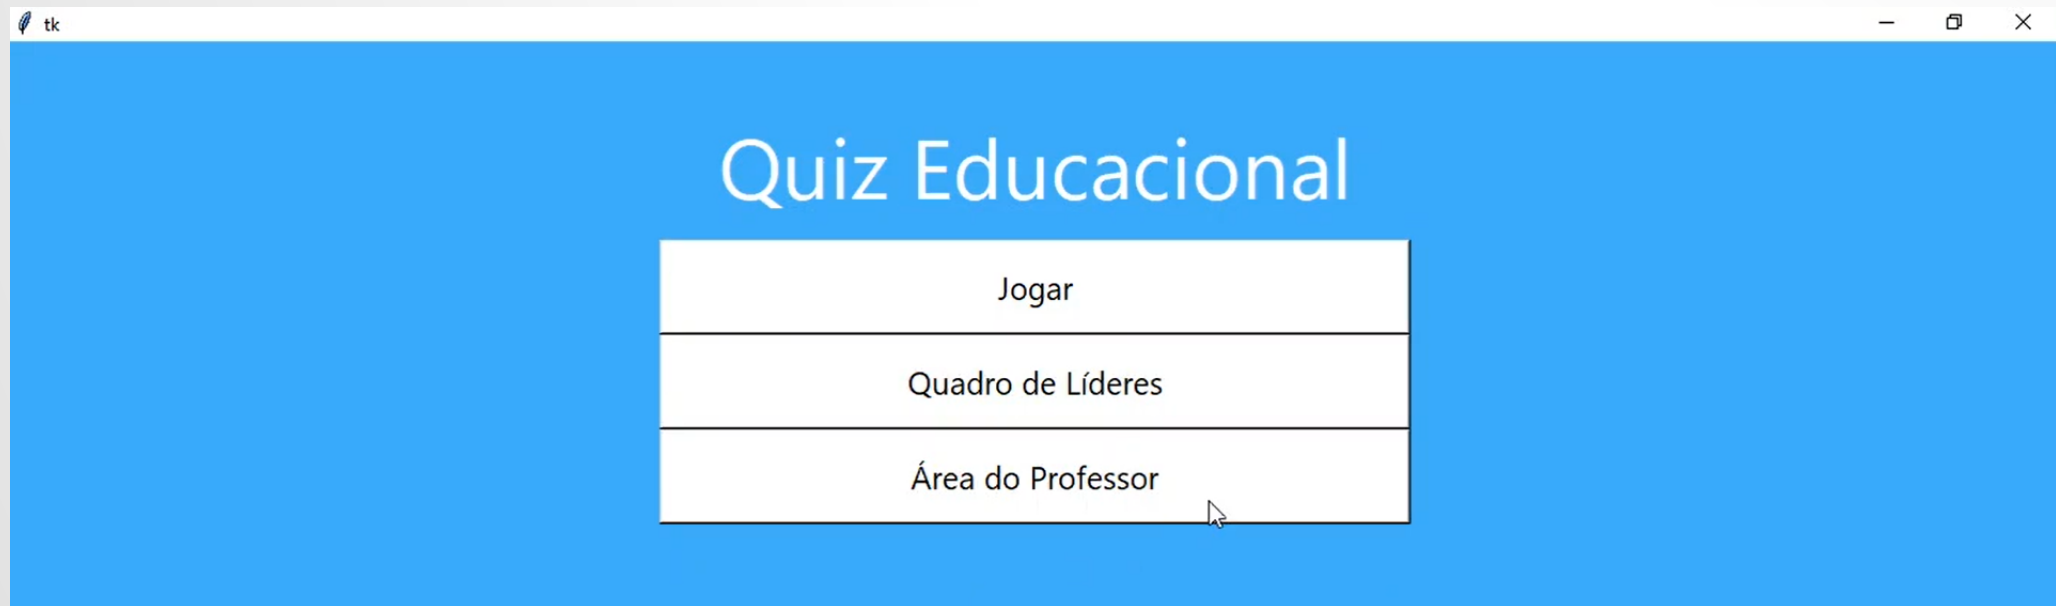 tk
Quiz Educacional
Jogar
Quadro de Líderes
Área do Professor